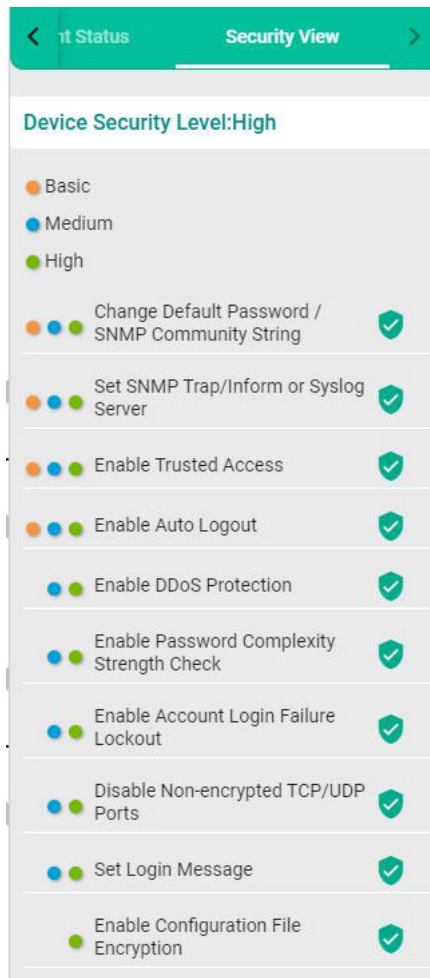 nt Status
Security View
Device Security Level:High
Basic
Medium
High
Change Default Password /
SNMP Community String
Set SNMP Trap/Inform or Syslog
Server
Enable Trusted Access
Enable Auto Logout
Enable DDoS Protection
Enable Password Complexity
Strength Check
Enable Account Login Failure
Lockout
Disable Non-encrypted TCP/UDP
Ports
Set Login Message
Enable Configuration File
Encryption